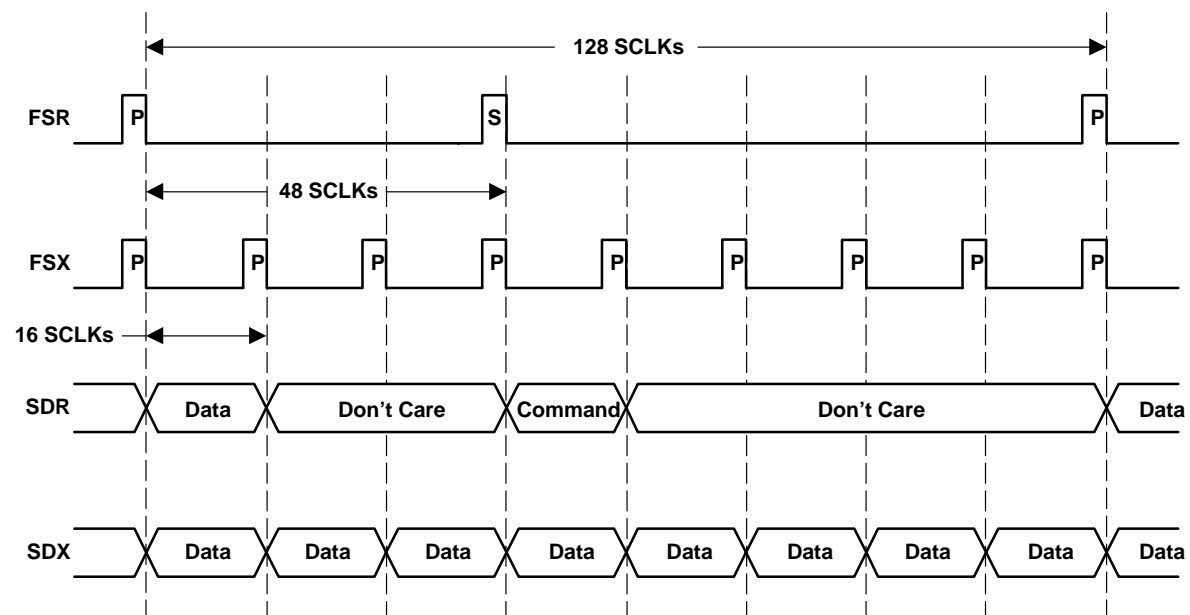 128 SCLKs
FSR P S P
48 SCLKs
FSX P P P P P P P P P
16 SCLKs
SDR Data Don't Care Command Don't Care Data
SDX Data Data Data Data Data Data Data Data Data